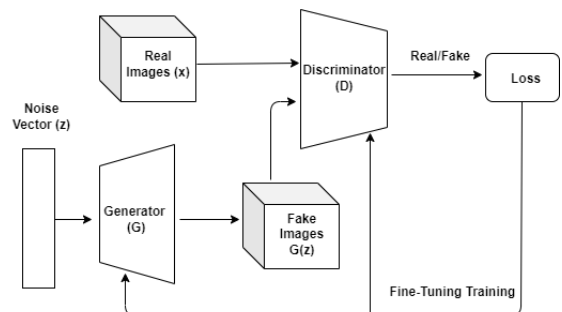 Real
Images (x)
Discriminator
(D)
Real/Fake
Loss
Noise
Vector (z)
Generator
(G)
Fake
Images
G(z)
Fine-Tuning Training